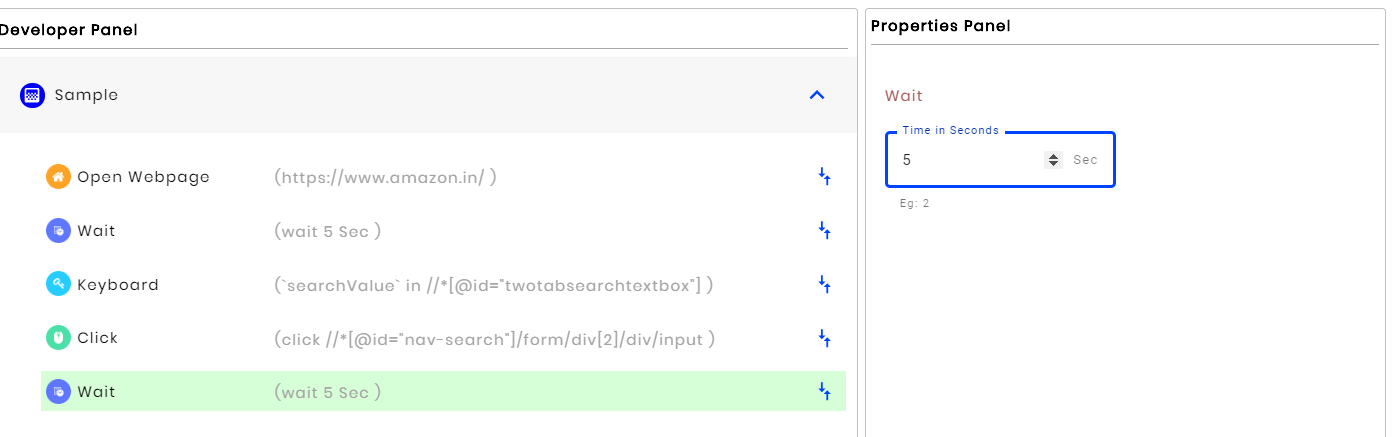 Developer Panel
Sample
Open Webpage (https://www.amazon.in/ )
Wait (wait 5 Sec )
Keyboard (`searchValue` in //*[@id="twotabsearchtextbox"] )
Click (click //*[@id="nav-search"]/form/div[2]/div/input )
Wait (wait 5 Sec )
Properties Panel
Wait
Time in Seconds
5 Sec
Eg: 2